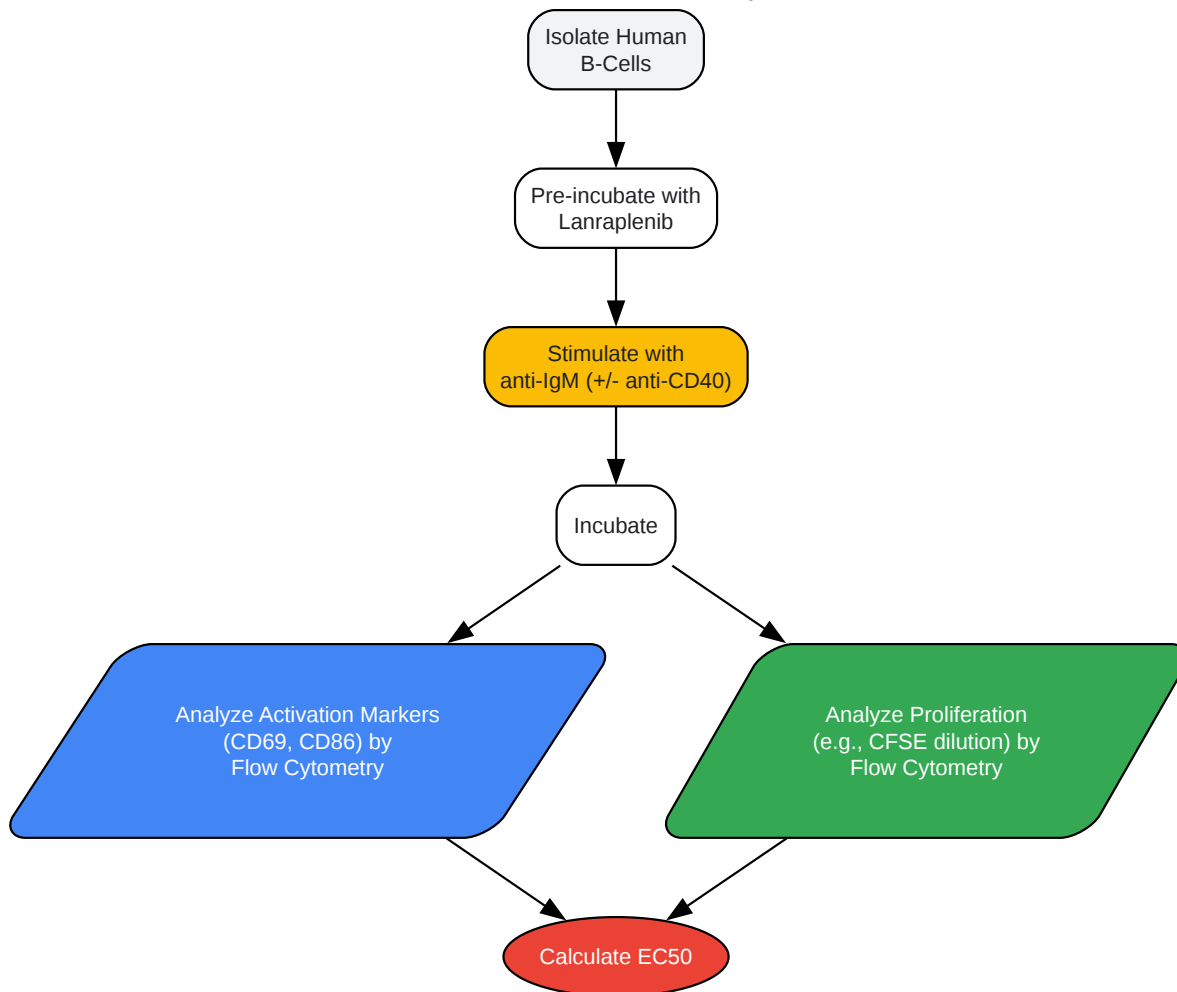 Isolate Human
B-Cells
Pre-incubate with
Lanraplenib
Stimulate with
anti-IgM (+/- anti-CD40)
Incubate
Analyze Activation Markers
(CD69, CD86) by
Flow Cytometry
Analyze Proliferation
(e.g., CFSE dilution) by
Flow Cytometry
Calculate EC50